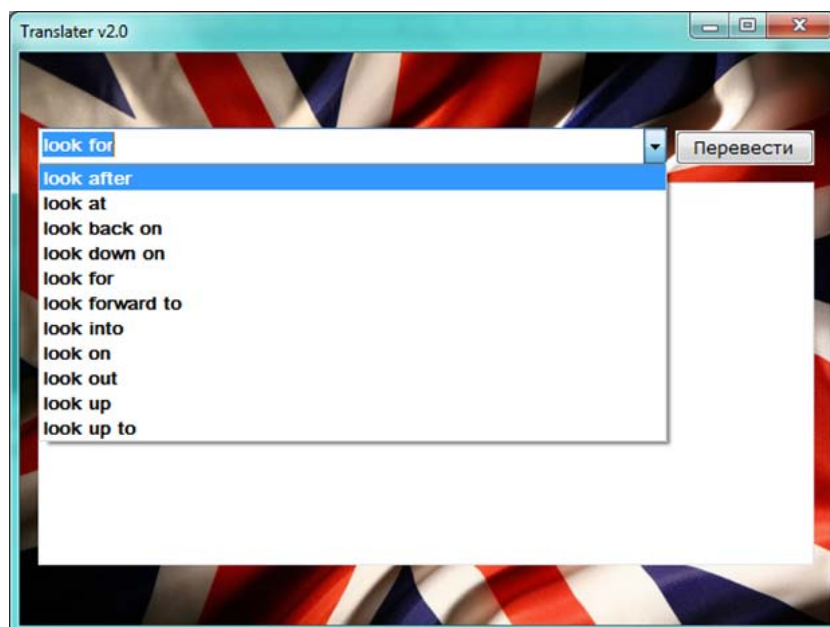 Translater v2.0
look for
Перевести
look after
look at
look back on
look down on
look for
look forward to
look into
look on
look out
look up
look up to